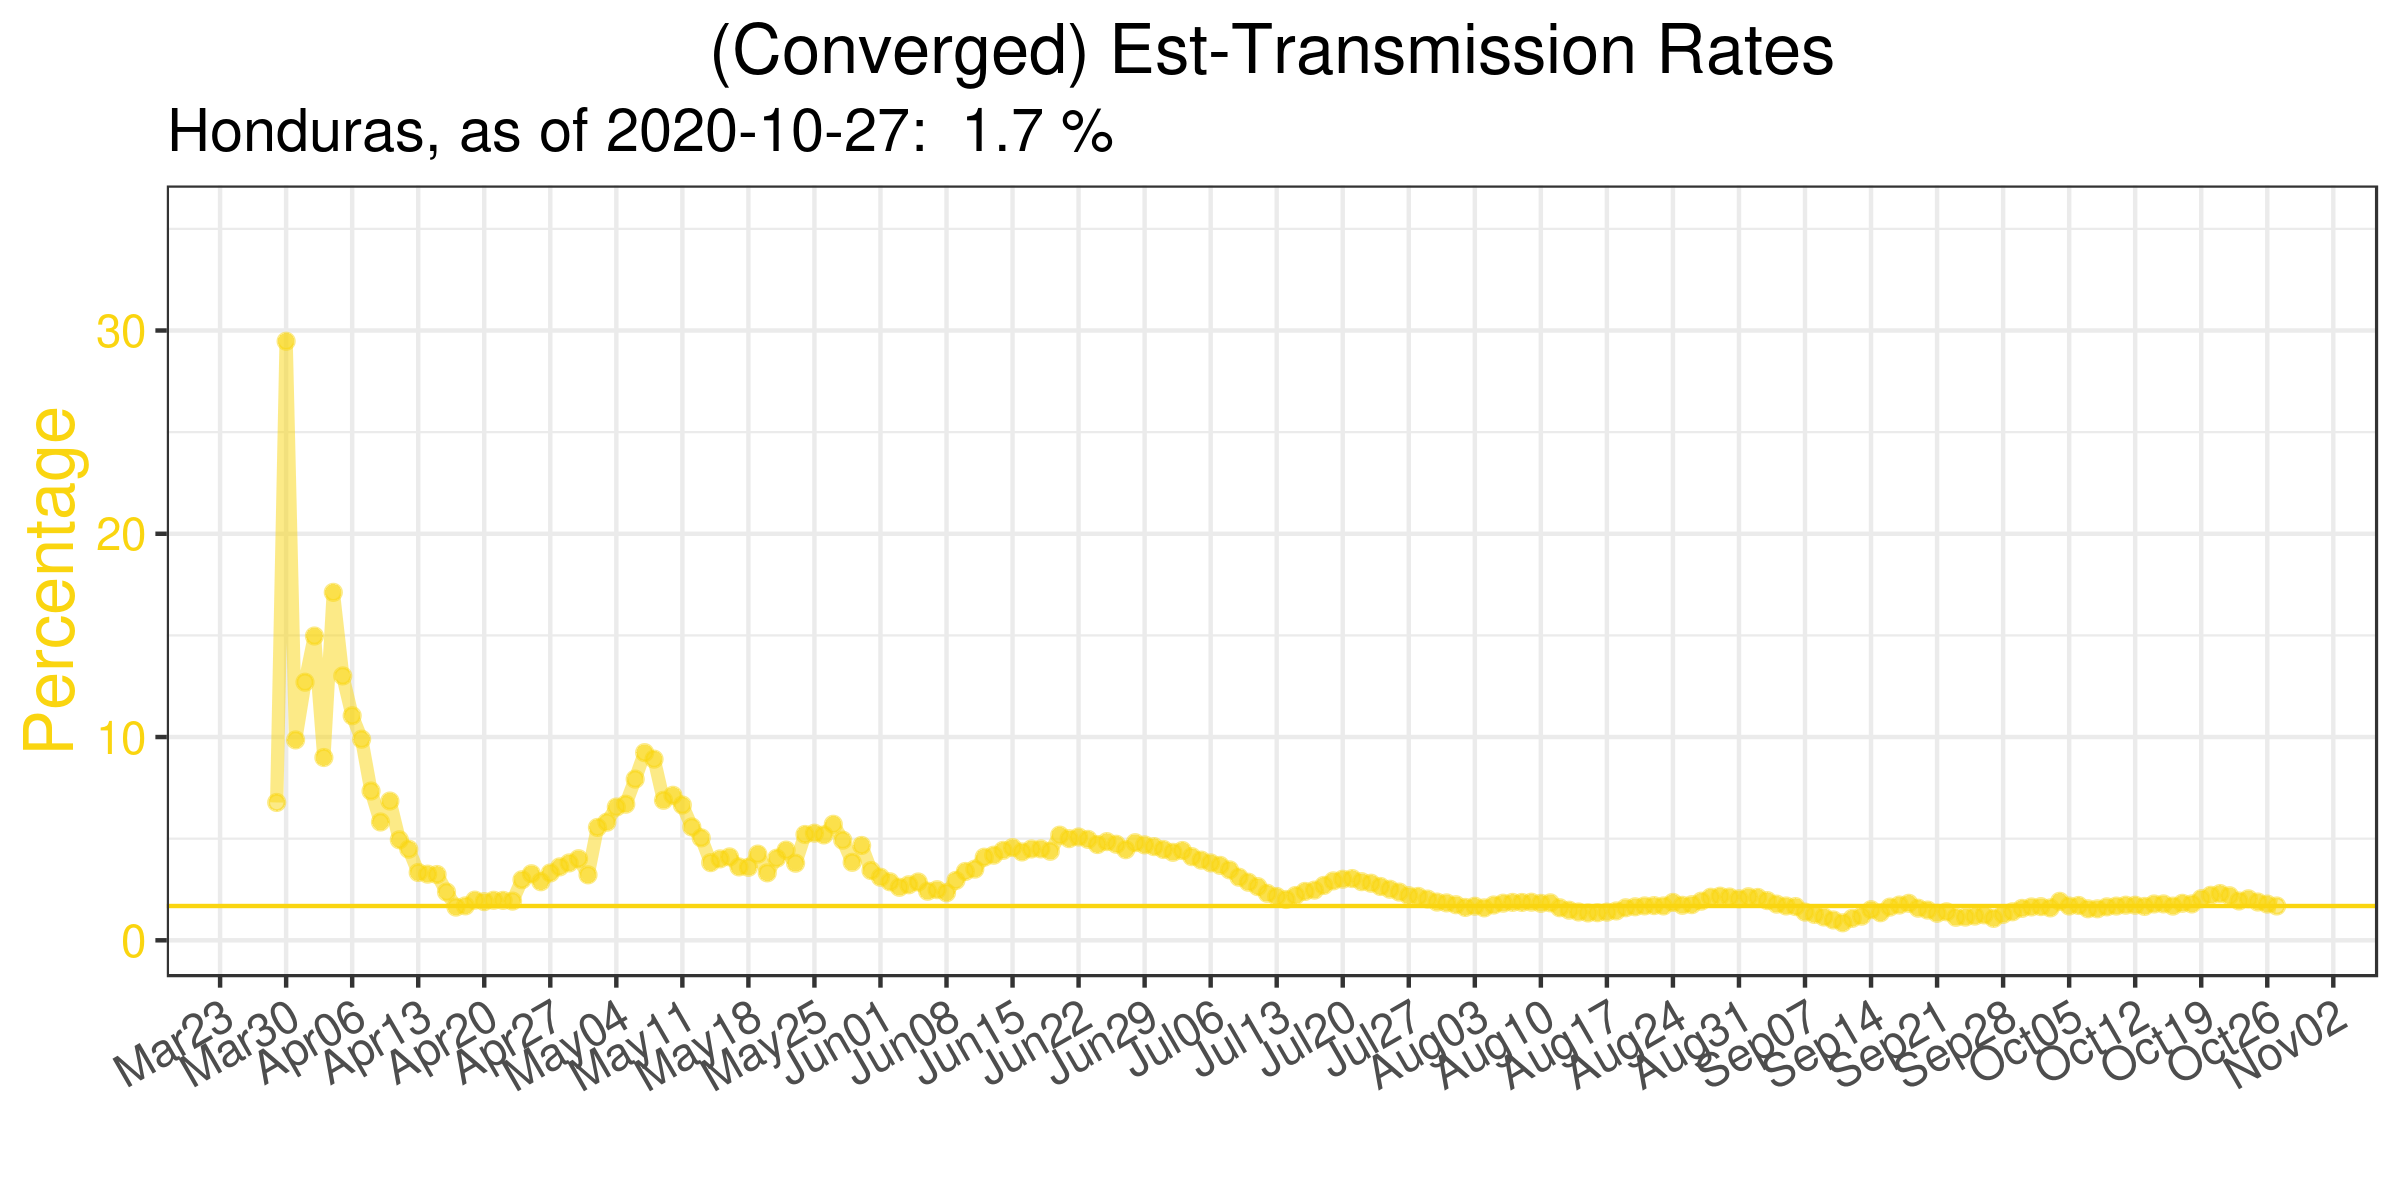 (Converged) Est-Transmission Rates
Honduras, as of 2020-10-27:  1.7 %
Percentage
30
20
10
0
Mar23
Mar30
Apr06
Apr13
Apr20
Apr27
May04
May11
May18
May25
Jun01
Jun08
Jun15
Jun22
Jun29
Jul06
Jul13
Jul20
Jul27
Aug03
Aug10
Aug17
Aug24
Aug31
Sep07
Sep14
Sep21
Sep28
Oct05
Oct12
Oct19
Oct26
Nov02